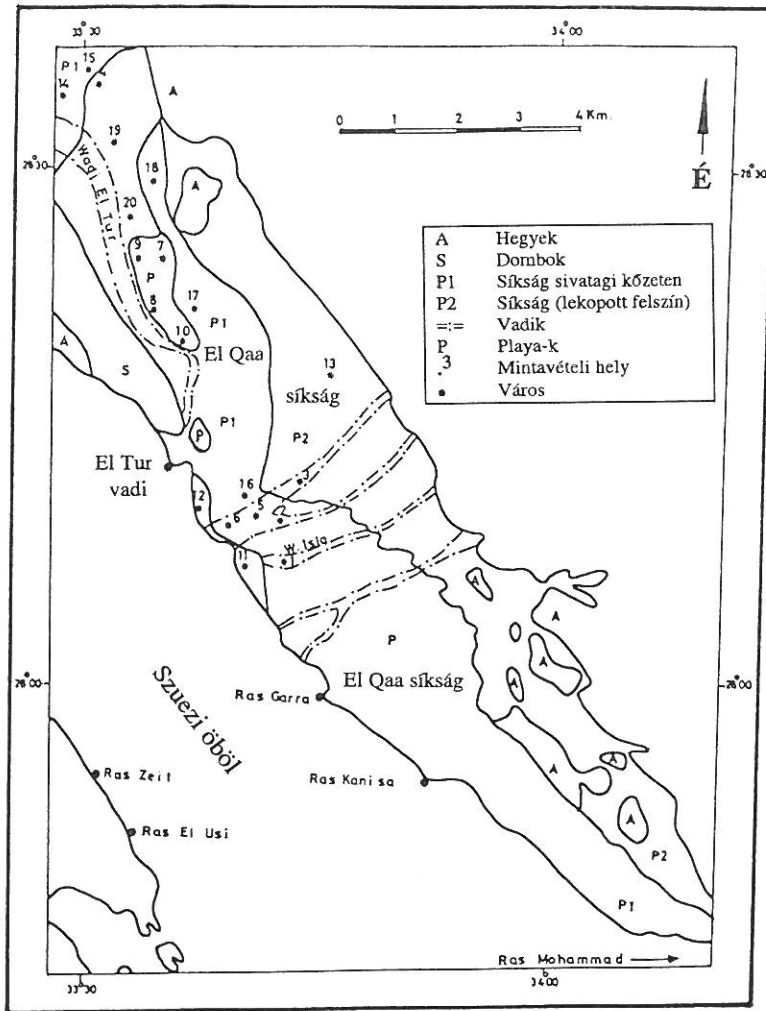 33°30
34°00
15
P1
14
4
A
0 1 2 3 4 Km.
19
28°30
28°30
É
18
A
Wadi El Tur
20
9 7
P
8
17
10
P1
El Qaa
A Hegyek
S Dombok
P1 Síkság sivatagi kőzeten
P2 Síkság (lekopott felszín)
=:= Vadik
P Playa-k
3 Mintavételi hely
• Város
A
S
13
síkság
P1
P
P2
El Tur
vadi
3
16
12
5
2
6
W. Isla
11
1
A
A
P
A
A
El Qaa síkság
28°00
28°00
Szuezi öböl
Ras Garra
Ras Zeit
Ras Kanisa
A
A
A
Ras El Usi
P2
P1
Ras Mohammad
33°30
34°00